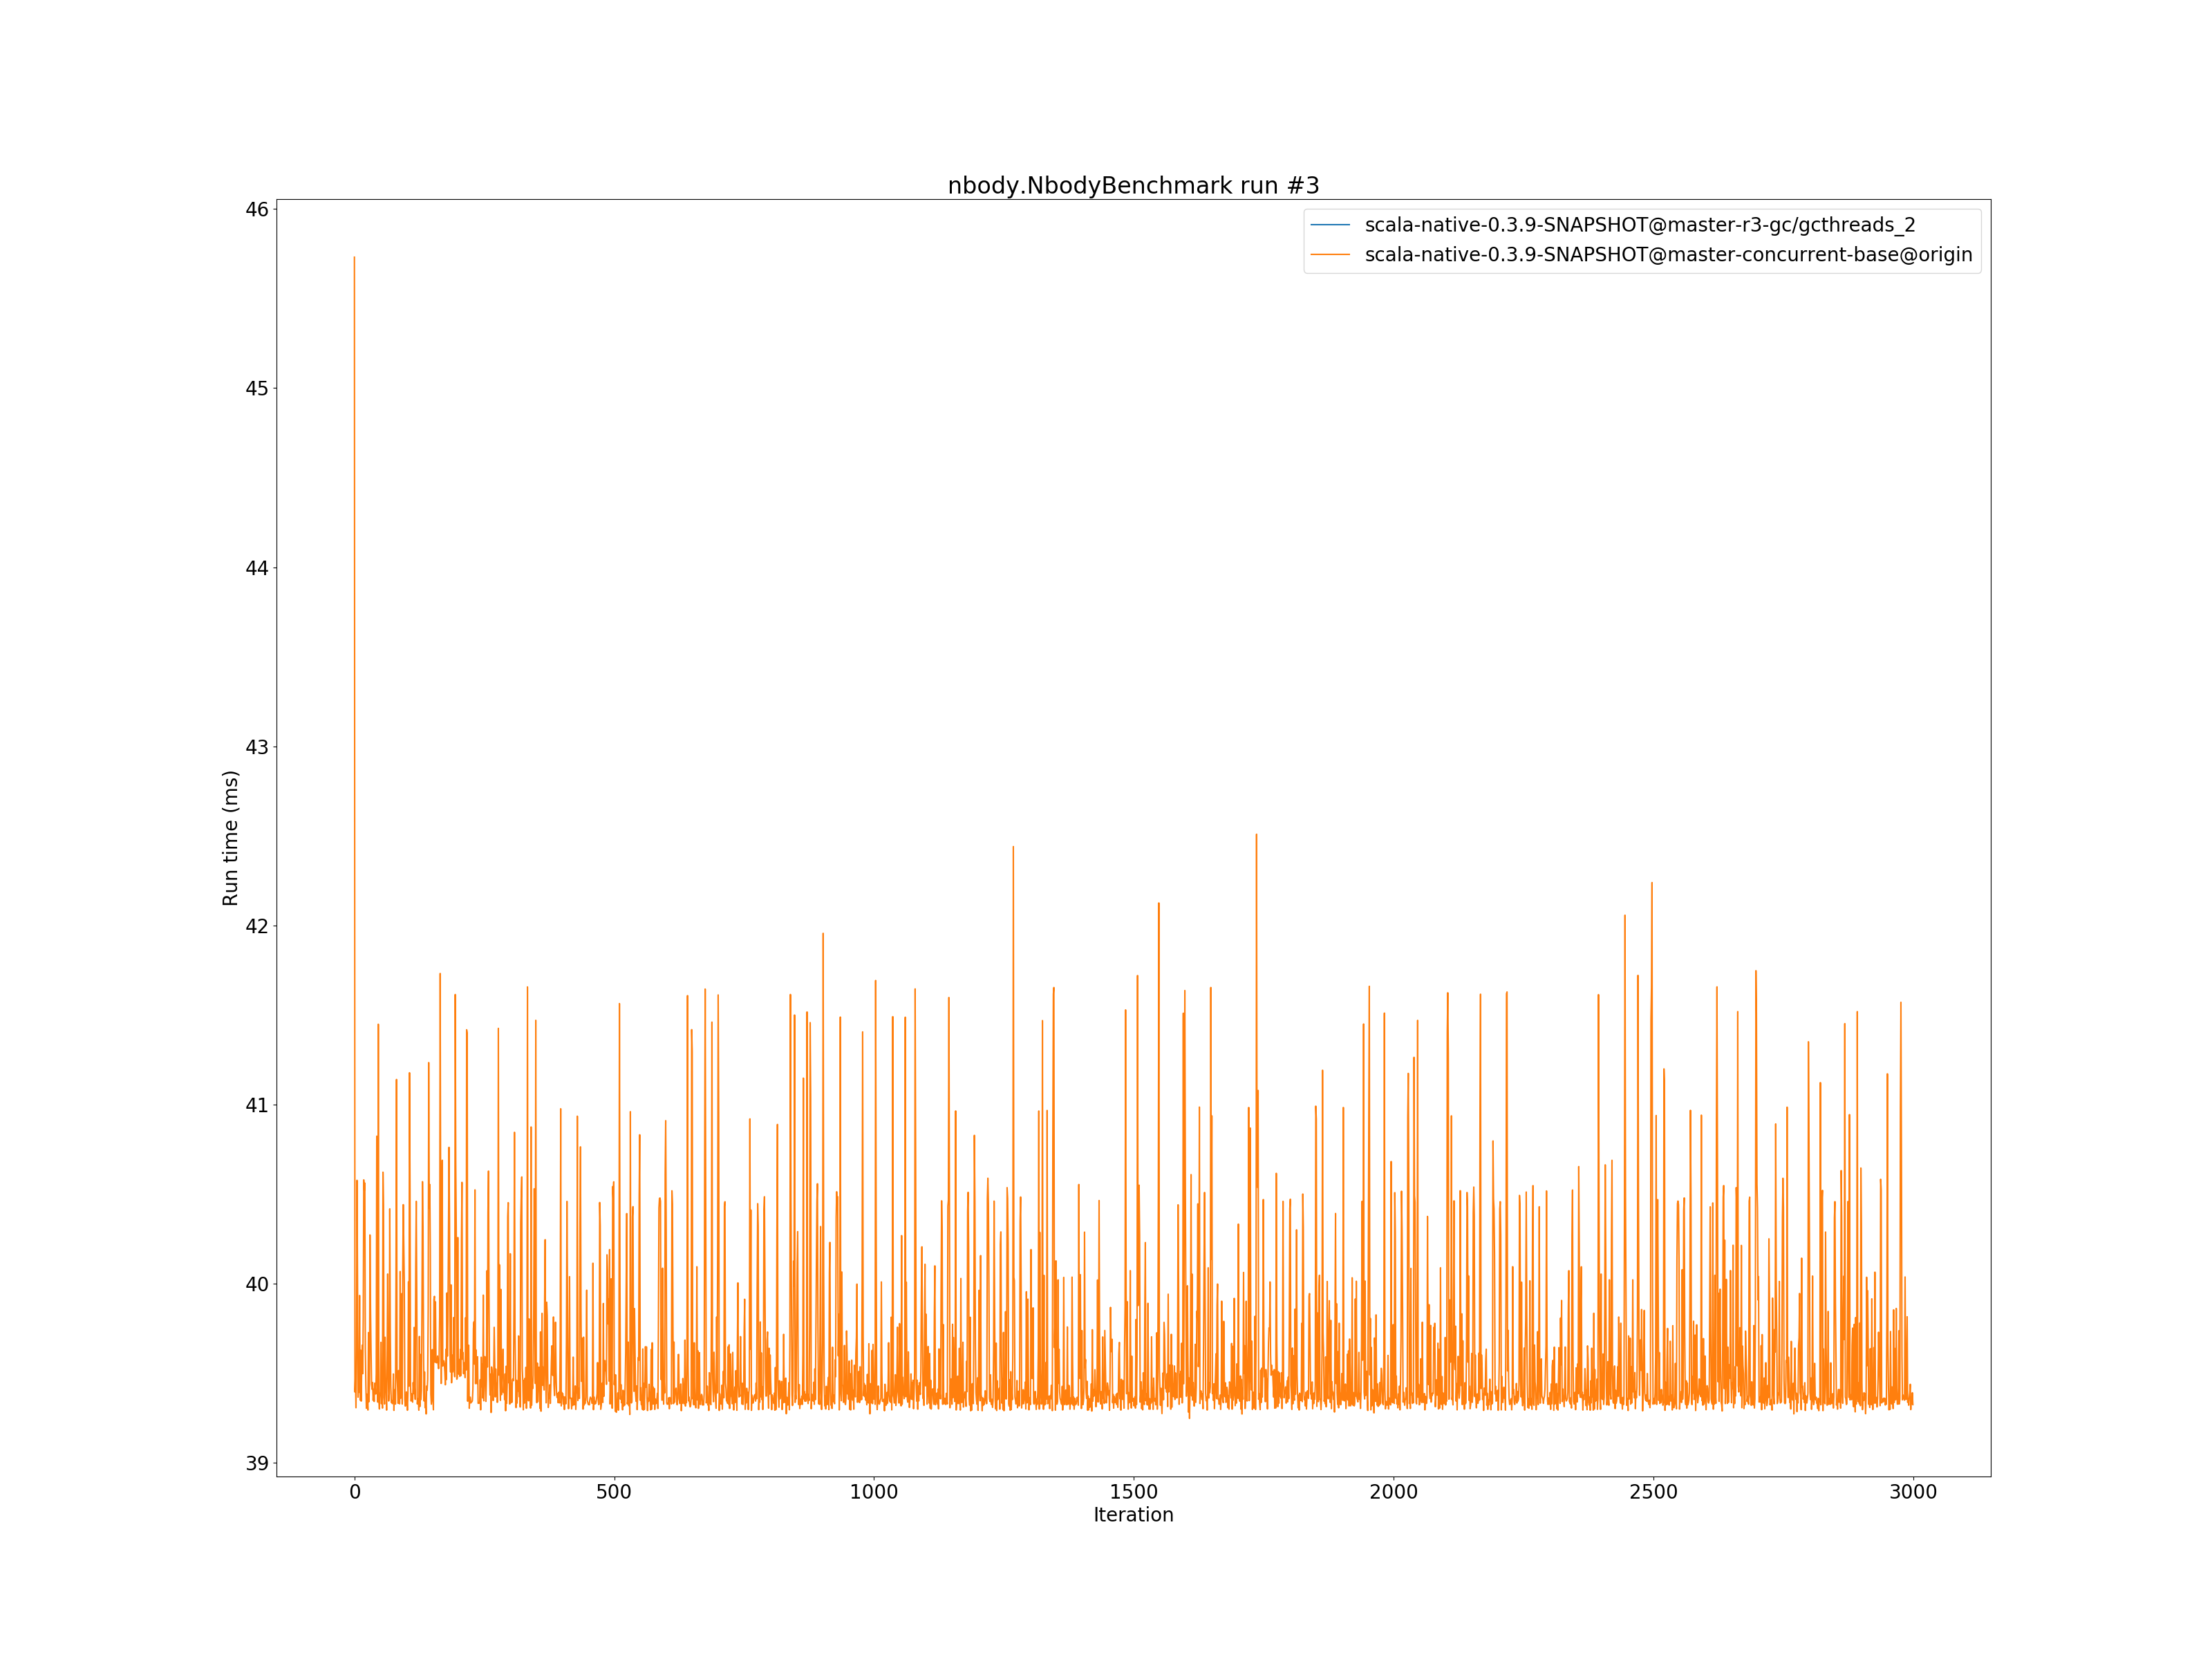 nbody.NbodyBenchmark run #3
scala-native-0.3.9-SNAPSHOT@master-r3-gc/gcthreads_2
scala-native-0.3.9-SNAPSHOT@master-concurrent-base@origin
46
45
44
43
42
41
40
39
Run time (ms)
0 500 1000 1500 2000 2500 3000
Iteration